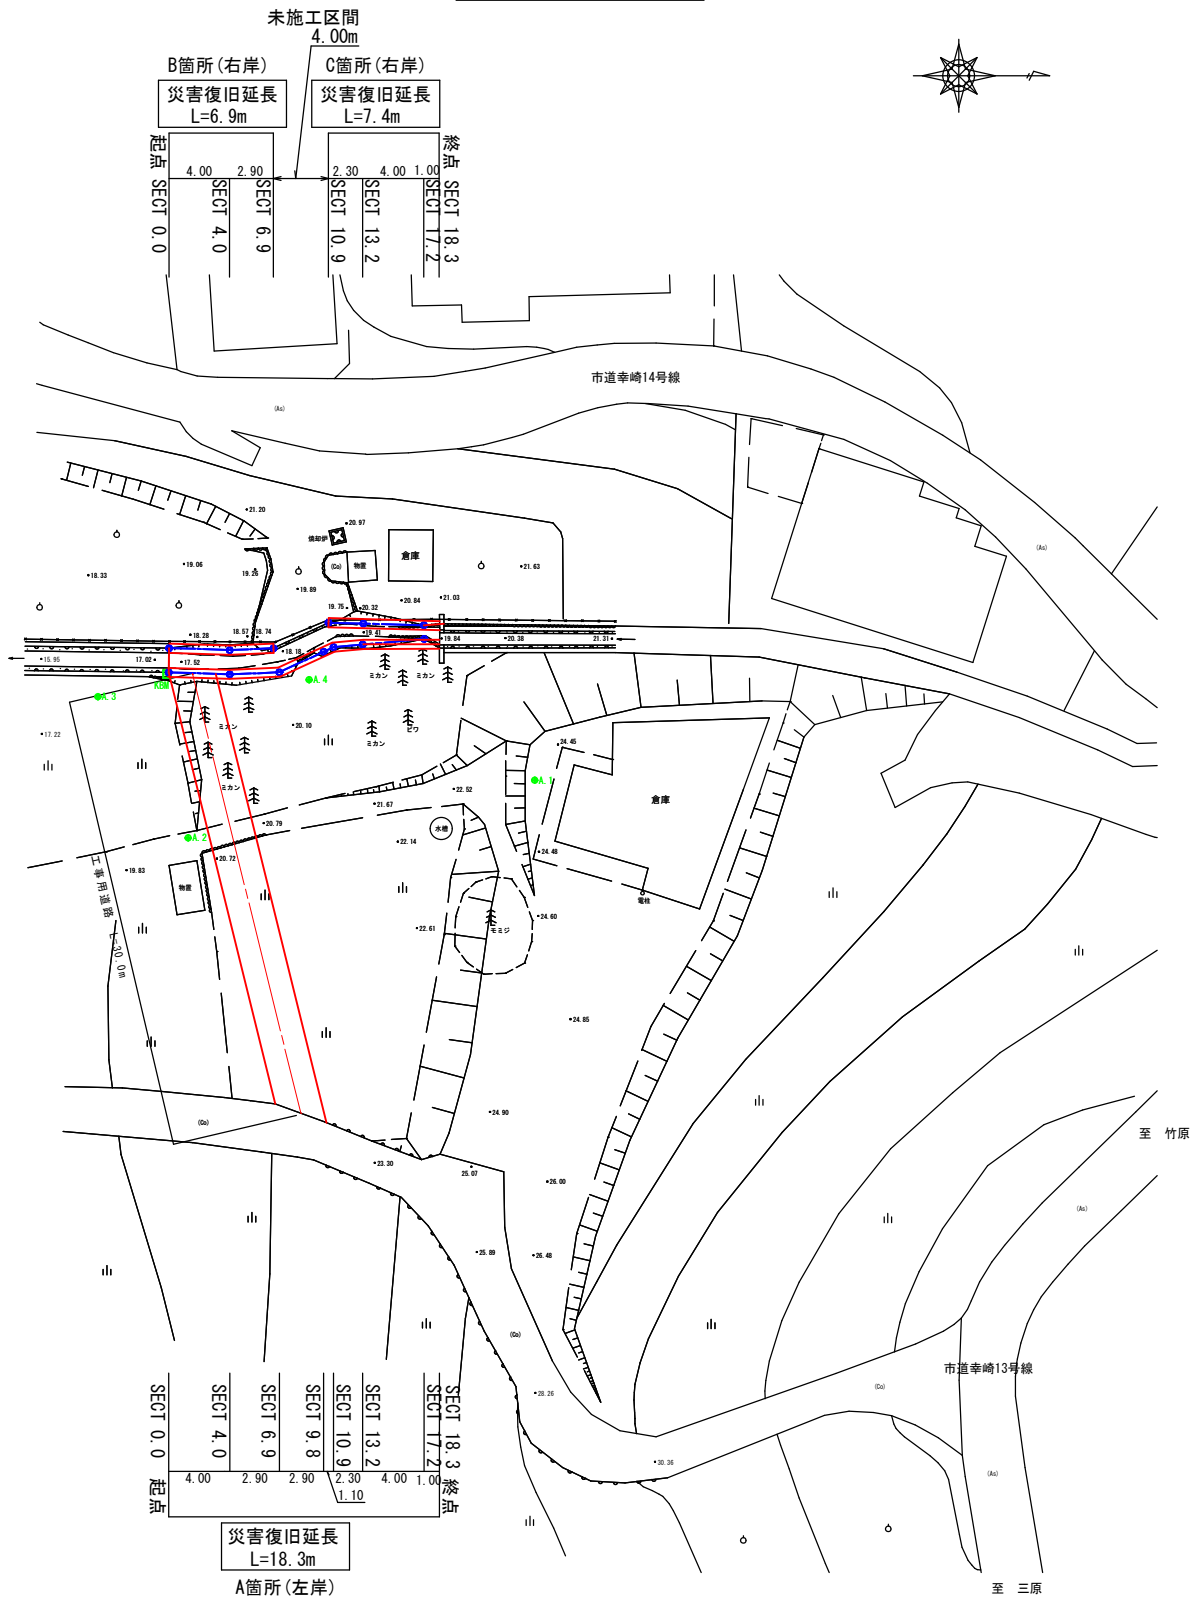 未施工区間
4.00m
B箇所(右岸)
C箇所(右岸)
災害復旧延長
L=6.9m
災害復旧延長
L=7.4m
起点 SECT 0.0
4.00
SECT 4.0
2.90
SECT 6.9
2.30
SECT 10.9
4.00
SECT 13.2
1.00
SECT 17.2
終点 SECT 18.3
市道幸崎14号線
(As)
(As)
21.20
20.97
焼却炉
倉庫
(Co)
物置
19.06
18.33
19.26
19.89
21.63
20.84
21.03
19.75
20.32
18.28
18.57
18.74
19.41
19.84
20.38
21.31
15.95
17.02
17.52
18.18
KBM
A.3
A.4
ミカン
ミカン
17.22
ミカン
20.10
ビワ
ミカン
24.45
A.1
ミカン
22.52
倉庫
21.67
20.79
水槽
A.2
22.14
24.48
20.72
19.83
物置
電柱
工事用道路 L=30.0m
24.60
22.61
モミジ
24.85
24.90
(Co)
至 竹原
23.30
25.07
26.00
(As)
25.89
26.48
(Co)
市道幸崎13号線
(Co)
28.26
30.36
(As)
SECT 0.0 起点
SECT 4.0
SECT 6.9
SECT 9.8
SECT 10.9
SECT 13.2
SECT 17.2
SECT 18.3 終点
4.00
2.90
2.90
2.30
4.00
1.00
1.10
災害復旧延長
L=18.3m
A箇所(左岸)
至 三原